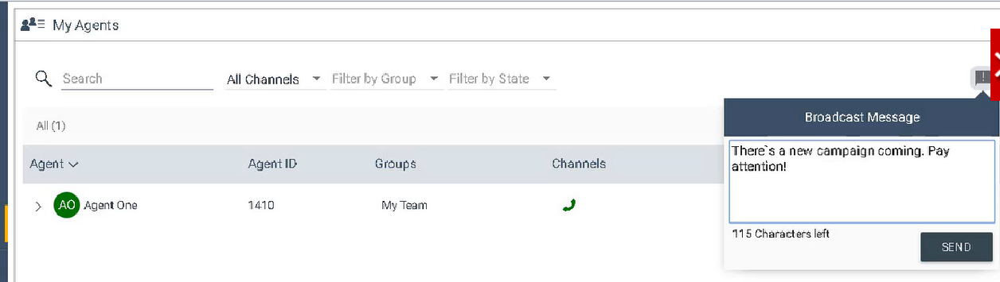 My Agents
Search
All Channels
Filter by Group
Filter by State
!
All (1)
Broadcast Message
There`s a new campaign coming. Pay
attention!
115 Characters left
SEND
Agent
Agent ID
Groups
Channels
AO
Agent One
1410
My Team